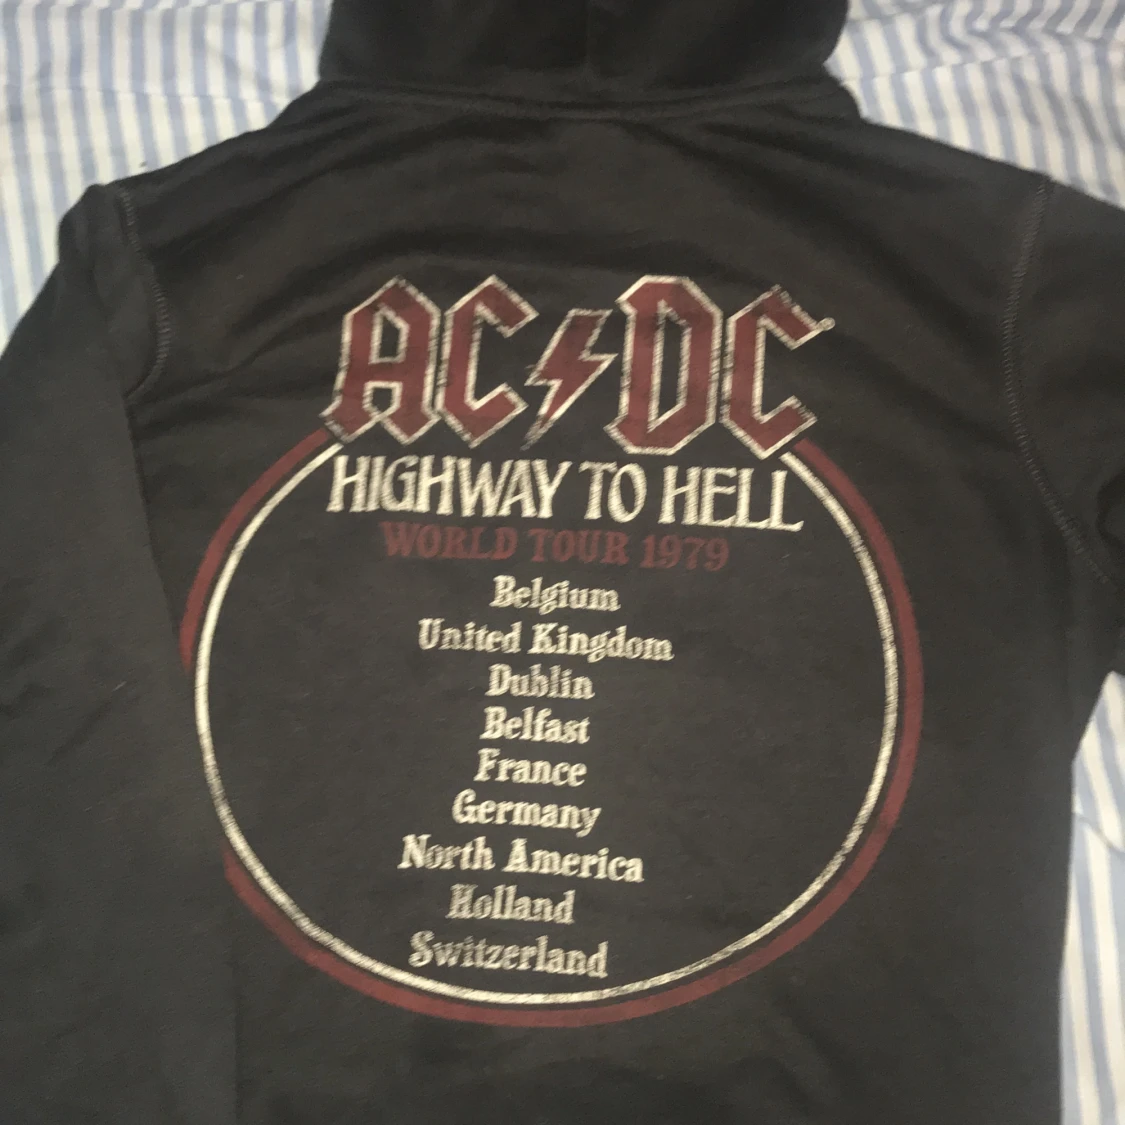 AC⚡DC
HIGHWAY TO HELL
WORLD TOUR 1979
Belgium
United Kingdom
Dublin
Belfast
France
Germany
North America
Holland
Switzerland